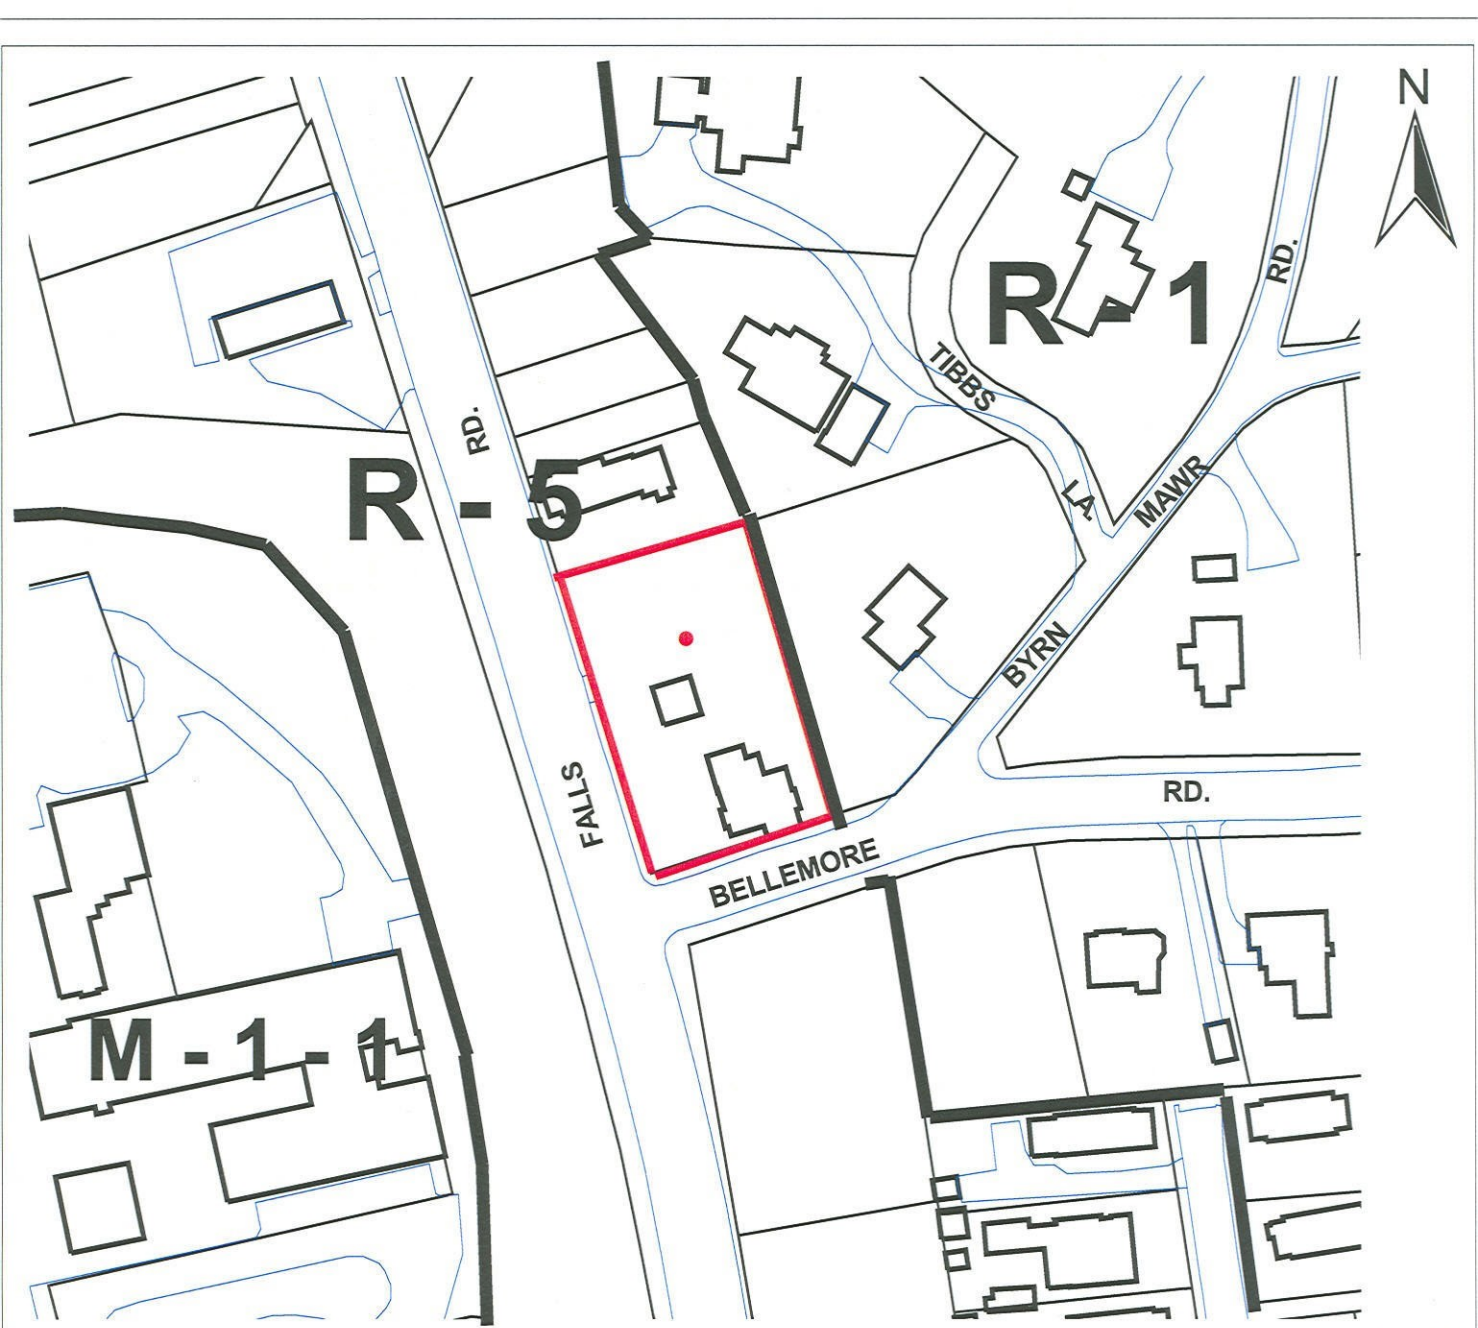 N
RD.
R - 1
TIBBS
LA.
RD.
R - 5
MAWR
BYRN
RD.
FALLS
BELLEMORE
M - 1 - 1